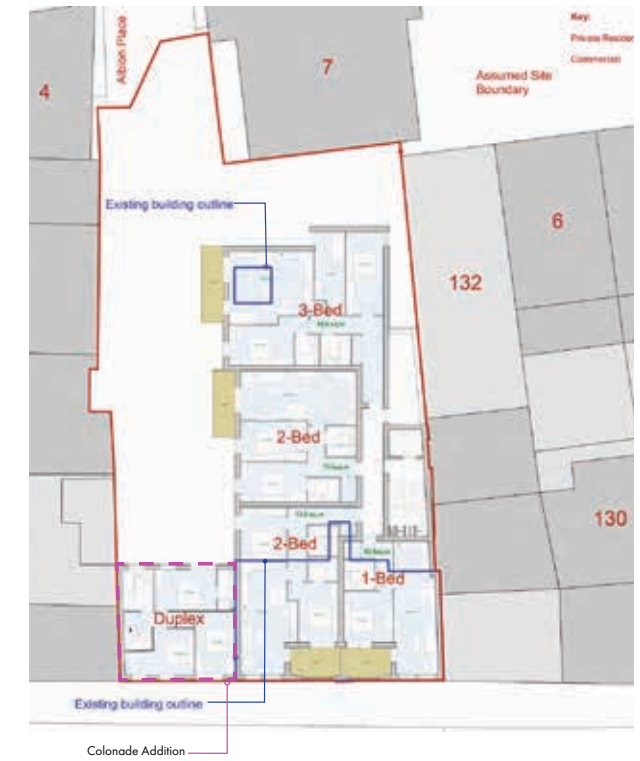 Key:
Private Residen
Commercial
Albion Place
7
Assumed Site
Boundary
4
Existing building outline
6
132
3-Bed
2-Bed
130
2-Bed
1-Bed
Duplex
Existing building outline
Colonade Addition